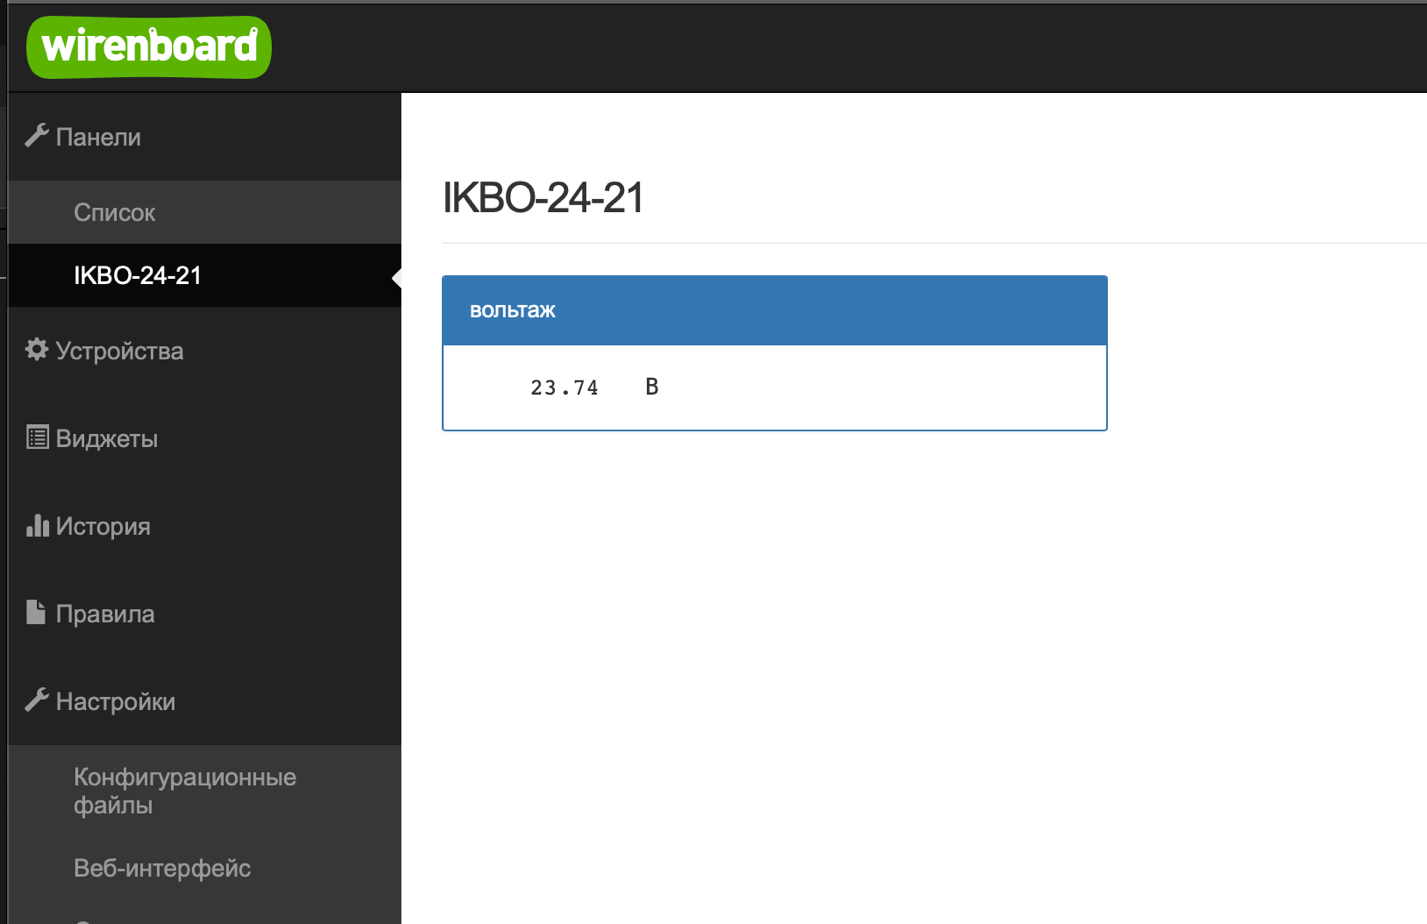 wirenboard
Панели
Список
IKBO-24-21
Устройства
Виджеты
История
Правила
Настройки
Конфигурационные
файлы
Веб-интерфейс
IKBO-24-21
вольтаж
23.74 В